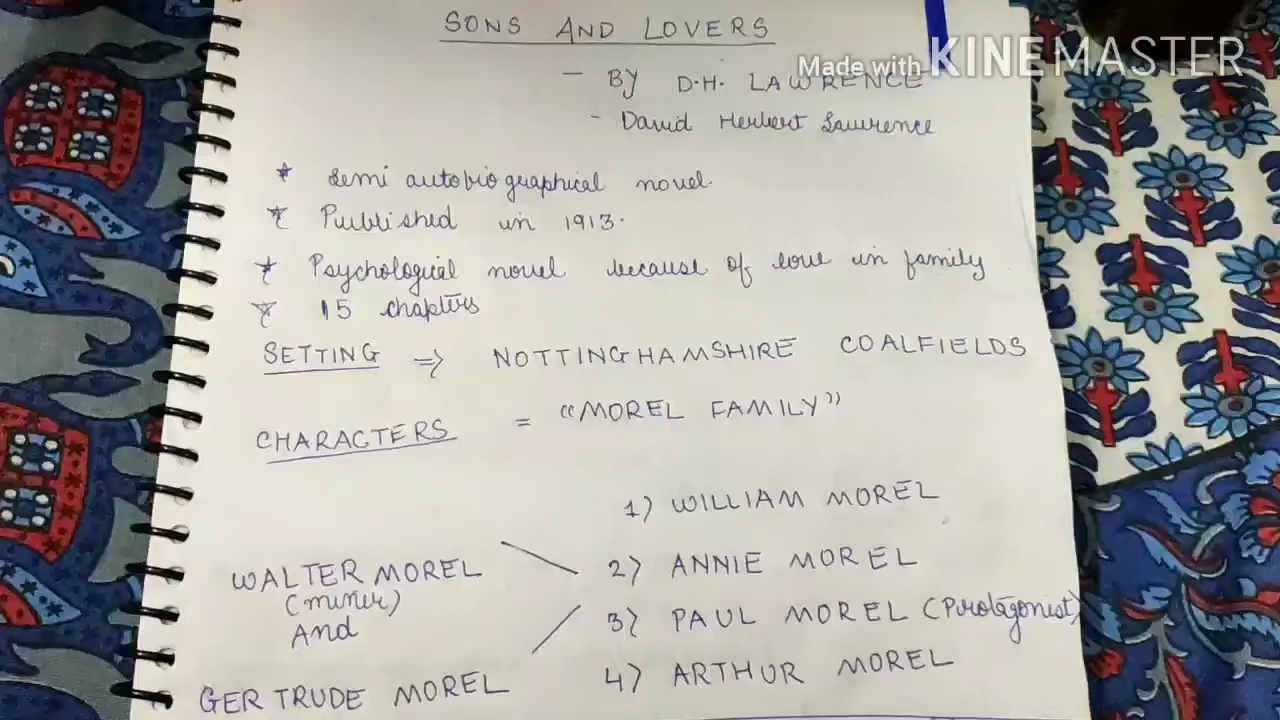 SONS AND LOVERS
Made with KINEMASTER
- BY D.H. LAWRENCE
- David Herbert Lawrence
* Semi autobiographical novel.
* Published in 1913.
* Psychological novel because of love in family
* 15 chapters
SETTING => NOTTINGHAMSHIRE COALFIELDS
CHARACTERS = "MOREL FAMILY"
1) WILLIAM MOREL
2) ANNIE MOREL
WALTER MOREL
(miner)
3) PAUL MOREL (Protagonist)
And
4) ARTHUR MOREL
GERTRUDE MOREL